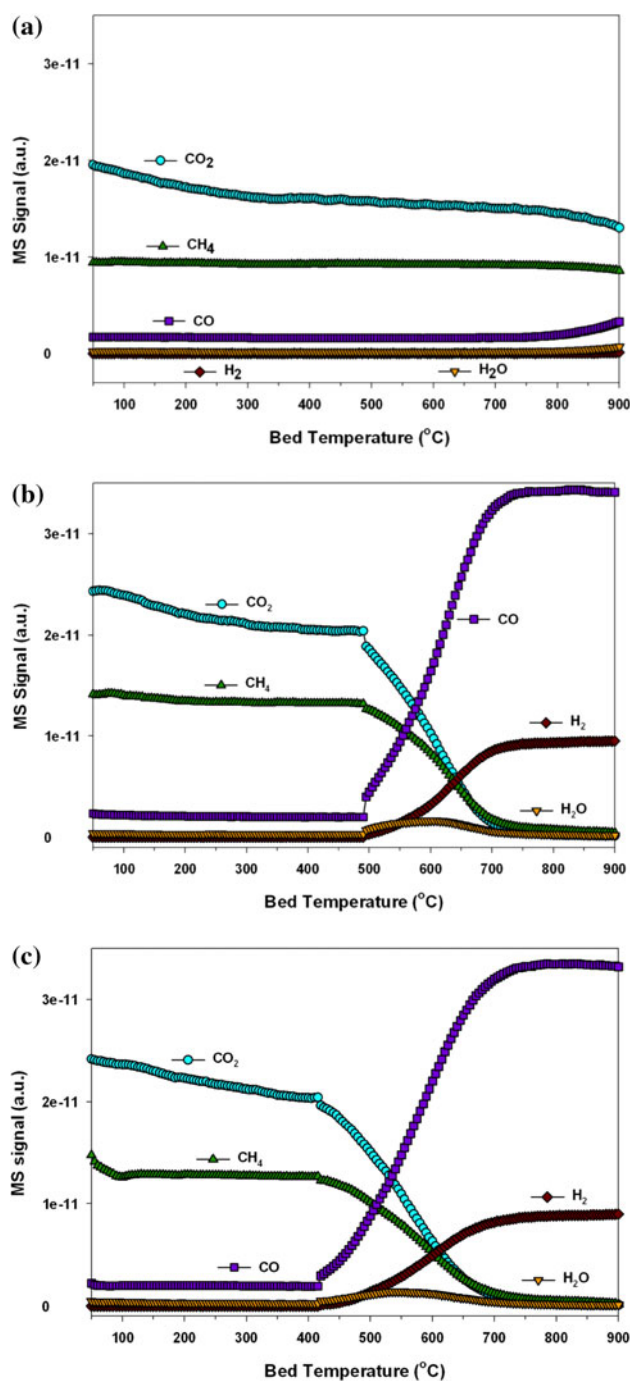 (a)
3e-11
2e-11
1e-11
0
MS Signal (a.u.)
CO2
CH4
CO
H2
H2O
100 200 300 400 500 600 700 800 900
Bed Temperature (°C)
(b)
3e-11
2e-11
1e-11
0
MS Signal (a.u.)
CO2
CO
CH4
H2
H2O
100 200 300 400 500 600 700 800 900
Bed Temperature (°C)
(c)
3e-11
2e-11
1e-11
0
MS signal (a.u.)
CO2
CH4
H2
CO
H2O
100 200 300 400 500 600 700 800 900
Bed Temperature (°C)